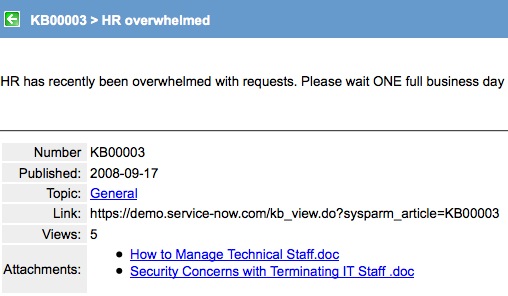 KB00003 > HR overwhelmed
HR has recently been overwhelmed with requests. Please wait ONE full business day
Number KB00003
Published: 2008-09-17
Topic: General
Link: https://demo.service-now.com/kb_view.do?sysparm_article=KB00003
Views: 5
Attachments:
• How to Manage Technical Staff.doc
• Security Concerns with Terminating IT Staff .doc